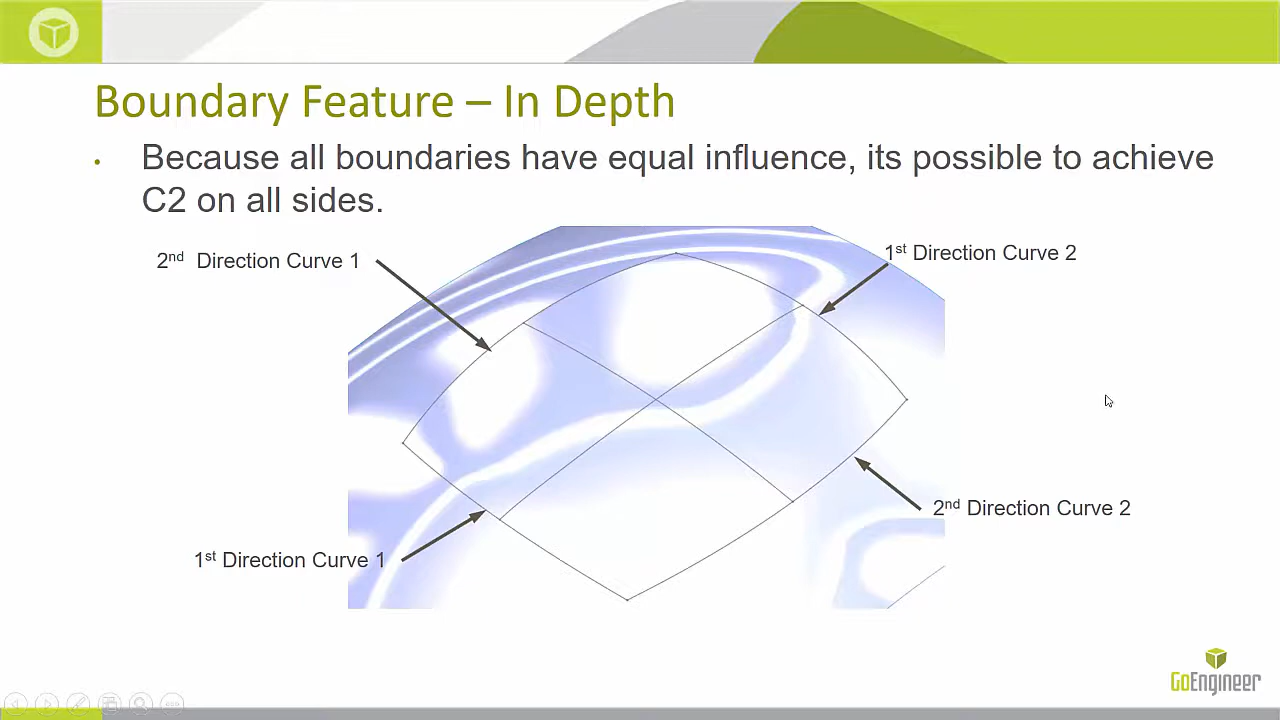 Boundary Feature – In Depth
• Because all boundaries have equal influence, its possible to achieve
C2 on all sides.
2nd Direction Curve 1
1st Direction Curve 2
2nd Direction Curve 2
1st Direction Curve 1
GoEngineer